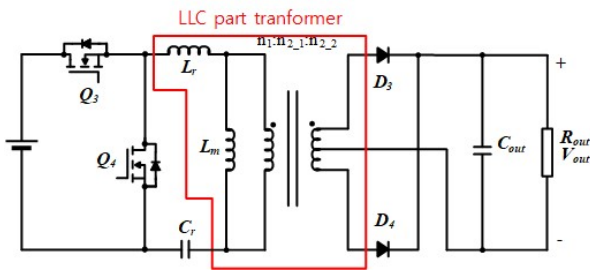 LLC part tranformer
n1:n2_1:n2_2
Lr
D3
Q3
+
Q4
Lm
Cout
Rout
Vout
D4
Cr
-